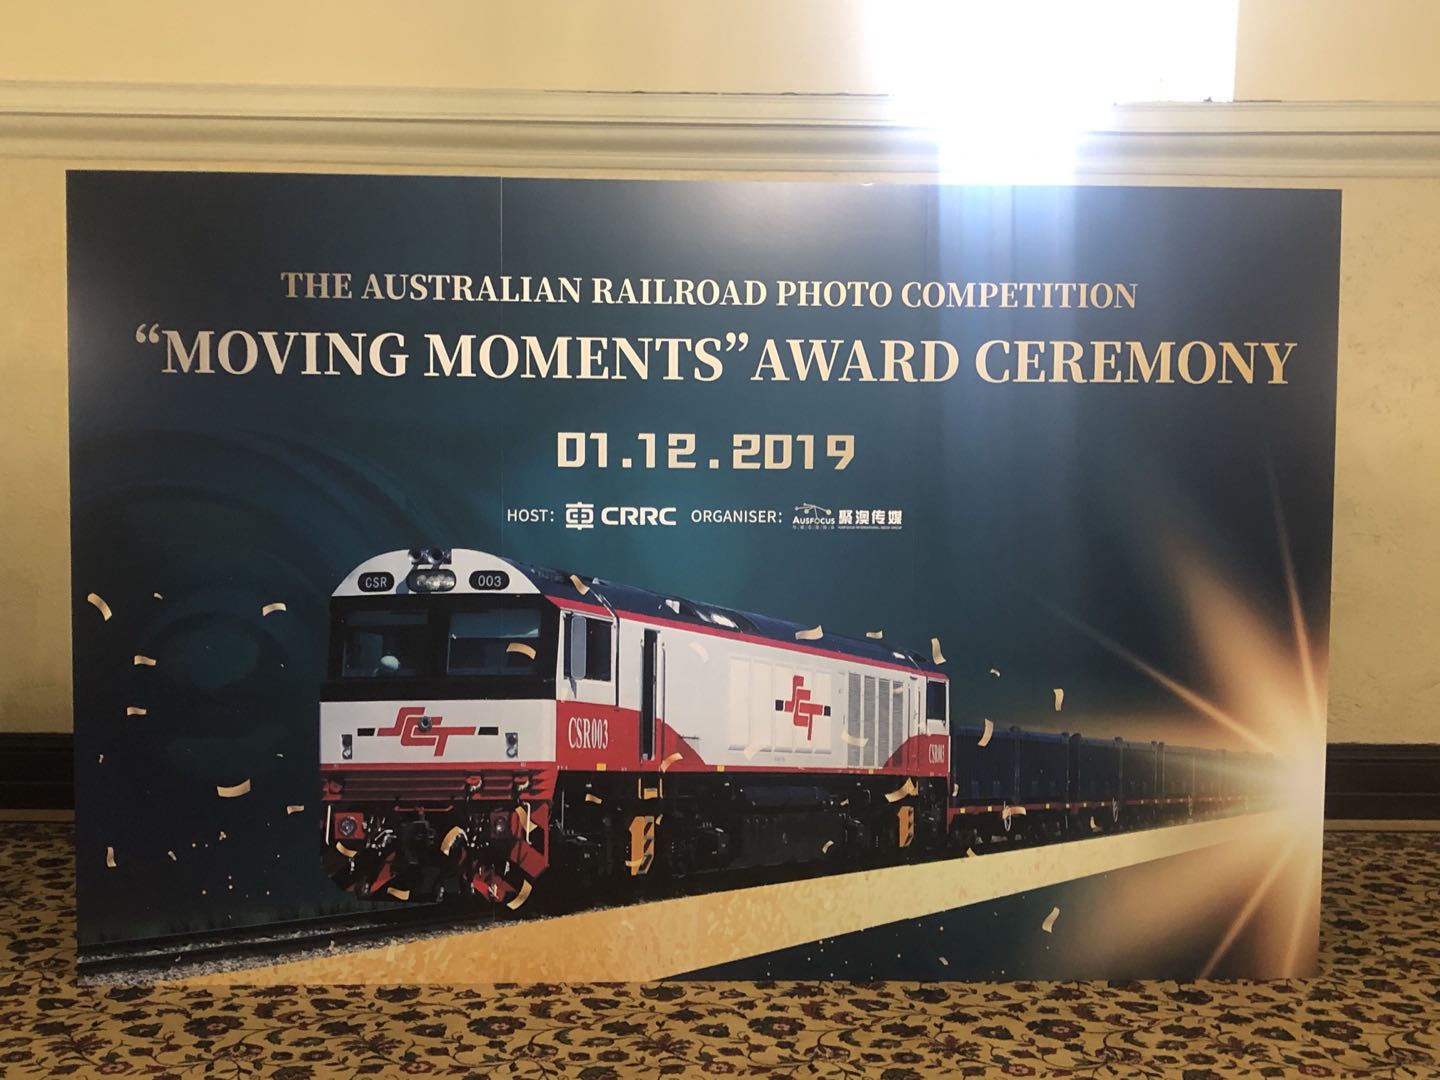 THE AUSTRALIAN RAILROAD PHOTO COMPETITION
“MOVING MOMENTS” AWARD CEREMONY
01.12.2019
HOST: CRRC ORGANISER: AUSFOCUS 聚澳传媒
CSR 003
SCT
CSR003
SCT
CSR003